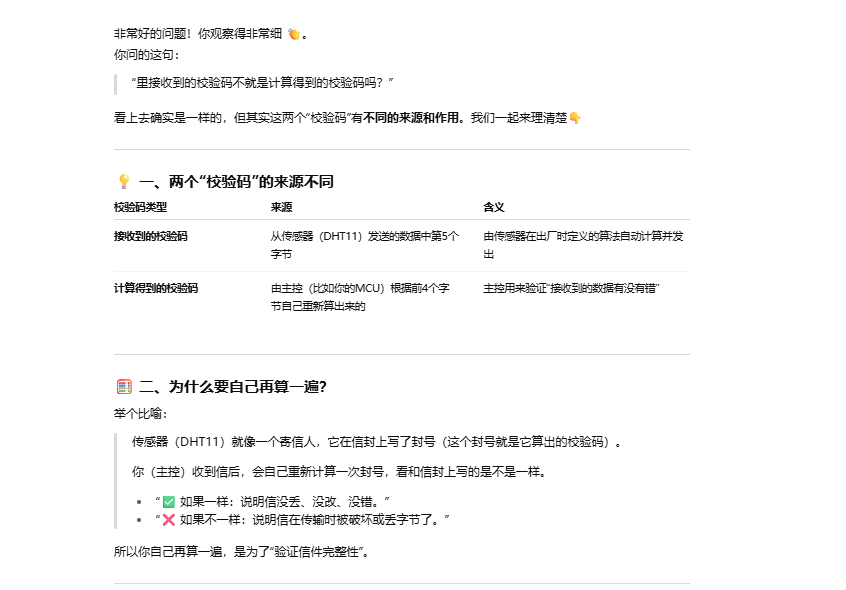 非常好的问题！你观察得非常细 👏。
你问的这句：
“里接收到的校验码不就是计算得到的校验码吗？”
看上去确实是一样的，但其实这两个“校验码”有不同的来源和作用。我们一起来理清楚👇
💡 一、两个“校验码”的来源不同
校验码类型 来源 含义
接收到的校验码 从传感器（DHT11）发送的数据中第5个 由传感器在出厂时定义的算法自动计算并发
字节 出
计算得到的校验码 由主控（比如你的MCU）根据前4个字 主控用来验证“接收到的数据有没有错”
节自己重新算出来的
🧮 二、为什么要自己再算一遍？
举个比喻：
传感器（DHT11）就像一个寄信人，它在信封上写了封号（这个封号就是它算出的校验码）。
你（主控）收到信后，会自己重新计算一次封号，看和信封上写的是不是一样。
• “✅ 如果一样：说明信没丢、没改、没错。”
• “❌ 如果不一样：说明信在传输时被破坏或丢字节了。”
所以你自己再算一遍，是为了“验证信件完整性”。